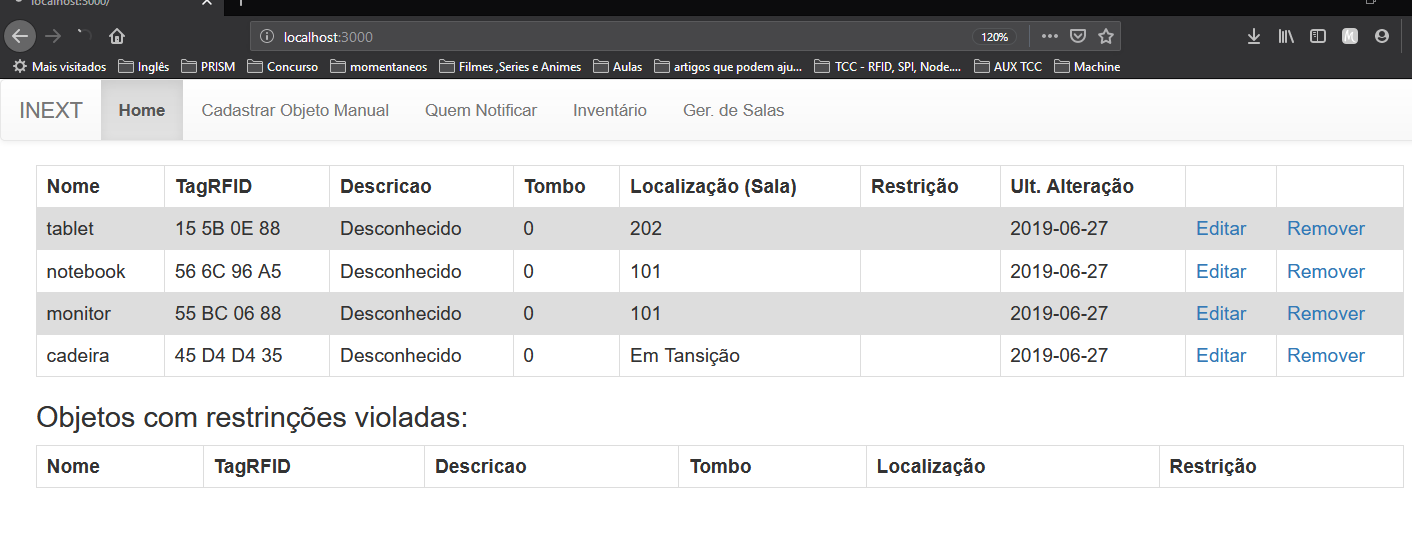 localhost:3000/
localhost:3000 120%
Mais visitados Inglês PRISM Concurso momentaneos Filmes ,Series e Animes Aulas artigos que podem aju... TCC - RFID, SPI, Node.... AUX TCC Machine
INEXT Home Cadastrar Objeto Manual Quem Notificar Inventário Ger. de Salas
Nome TagRFID Descricao Tombo Localização (Sala) Restrição Ult. Alteração
tablet 15 5B 0E 88 Desconhecido 0 202 2019-06-27 Editar Remover
notebook 56 6C 96 A5 Desconhecido 0 101 2019-06-27 Editar Remover
monitor 55 BC 06 88 Desconhecido 0 101 2019-06-27 Editar Remover
cadeira 45 D4 D4 35 Desconhecido 0 Em Tansição 2019-06-27 Editar Remover
Objetos com restrinções violadas:
Nome TagRFID Descricao Tombo Localização Restrição